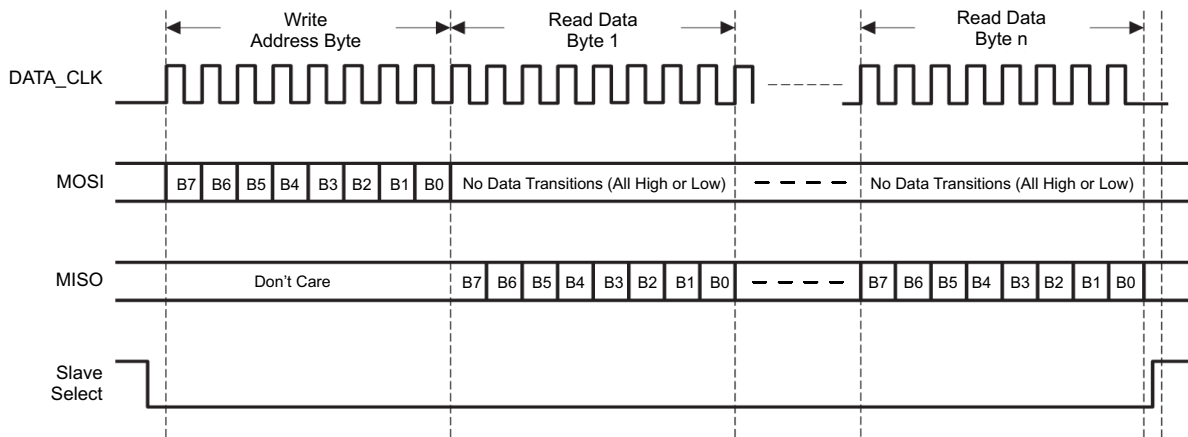 Write
Address Byte
Read Data
Byte 1
Read Data
Byte n
DATA_CLK
MOSI
B7 B6 B5 B4 B3 B2 B1 B0 No Data Transitions (All High or Low) No Data Transitions (All High or Low)
MISO
Don't Care B7 B6 B5 B4 B3 B2 B1 B0 B7 B6 B5 B4 B3 B2 B1 B0
Slave
Select